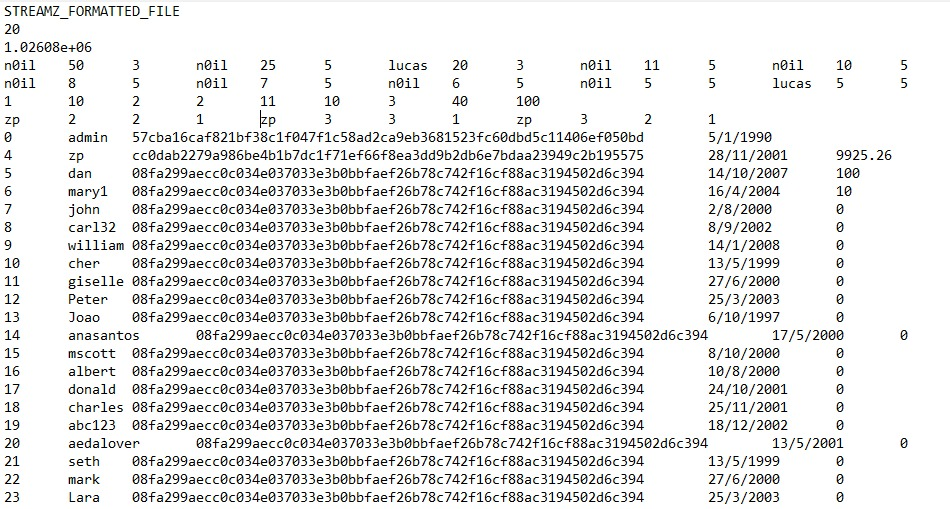 STREAMZ_FORMATTED_FILE
20
1.02608e+06
n0il 50 3 n0il 25 5 lucas 20 3 n0il 11 5 n0il 10 5
n0il 8 5 n0il 7 5 n0il 6 5 n0il 5 5 lucas 5 5
1 10 2 2 11 10 3 40 100
zp 2 2 1 zp 3 3 1 zp 3 2 1
0 admin 57cba16caf821bf38c1f047f1c58ad2ca9eb3681523fc60dbd5c11406ef050bd 5/1/1990
4 zp cc0dab2279a986be4b1b7dc1f71ef66f8ea3dd9b2db6e7bdaa23949c2b195575 28/11/2001 9925.26
5 dan 08fa299aecc0c034e037033e3b0bbfaef26b78c742f16cf88ac3194502d6c394 14/10/2007 100
6 mary1 08fa299aecc0c034e037033e3b0bbfaef26b78c742f16cf88ac3194502d6c394 16/4/2004 10
7 john 08fa299aecc0c034e037033e3b0bbfaef26b78c742f16cf88ac3194502d6c394 2/8/2000 0
8 carl32 08fa299aecc0c034e037033e3b0bbfaef26b78c742f16cf88ac3194502d6c394 8/9/2002 0
9 william 08fa299aecc0c034e037033e3b0bbfaef26b78c742f16cf88ac3194502d6c394 14/1/2008 0
10 cher 08fa299aecc0c034e037033e3b0bbfaef26b78c742f16cf88ac3194502d6c394 13/5/1999 0
11 giselle 08fa299aecc0c034e037033e3b0bbfaef26b78c742f16cf88ac3194502d6c394 27/6/2000 0
12 Peter 08fa299aecc0c034e037033e3b0bbfaef26b78c742f16cf88ac3194502d6c394 25/3/2003 0
13 Joao 08fa299aecc0c034e037033e3b0bbfaef26b78c742f16cf88ac3194502d6c394 6/10/1997 0
14 anasantos 08fa299aecc0c034e037033e3b0bbfaef26b78c742f16cf88ac3194502d6c394 17/5/2000 0
15 mscott 08fa299aecc0c034e037033e3b0bbfaef26b78c742f16cf88ac3194502d6c394 8/10/2000 0
16 albert 08fa299aecc0c034e037033e3b0bbfaef26b78c742f16cf88ac3194502d6c394 10/8/2000 0
17 donald 08fa299aecc0c034e037033e3b0bbfaef26b78c742f16cf88ac3194502d6c394 24/10/2001 0
18 charles 08fa299aecc0c034e037033e3b0bbfaef26b78c742f16cf88ac3194502d6c394 25/11/2001 0
19 abc123 08fa299aecc0c034e037033e3b0bbfaef26b78c742f16cf88ac3194502d6c394 18/12/2002 0
20 aedalover 08fa299aecc0c034e037033e3b0bbfaef26b78c742f16cf88ac3194502d6c394 13/5/2001 0
21 seth 08fa299aecc0c034e037033e3b0bbfaef26b78c742f16cf88ac3194502d6c394 13/5/1999 0
22 mark 08fa299aecc0c034e037033e3b0bbfaef26b78c742f16cf88ac3194502d6c394 27/6/2000 0
23 Lara 08fa299aecc0c034e037033e3b0bbfaef26b78c742f16cf88ac3194502d6c394 25/3/2003 0